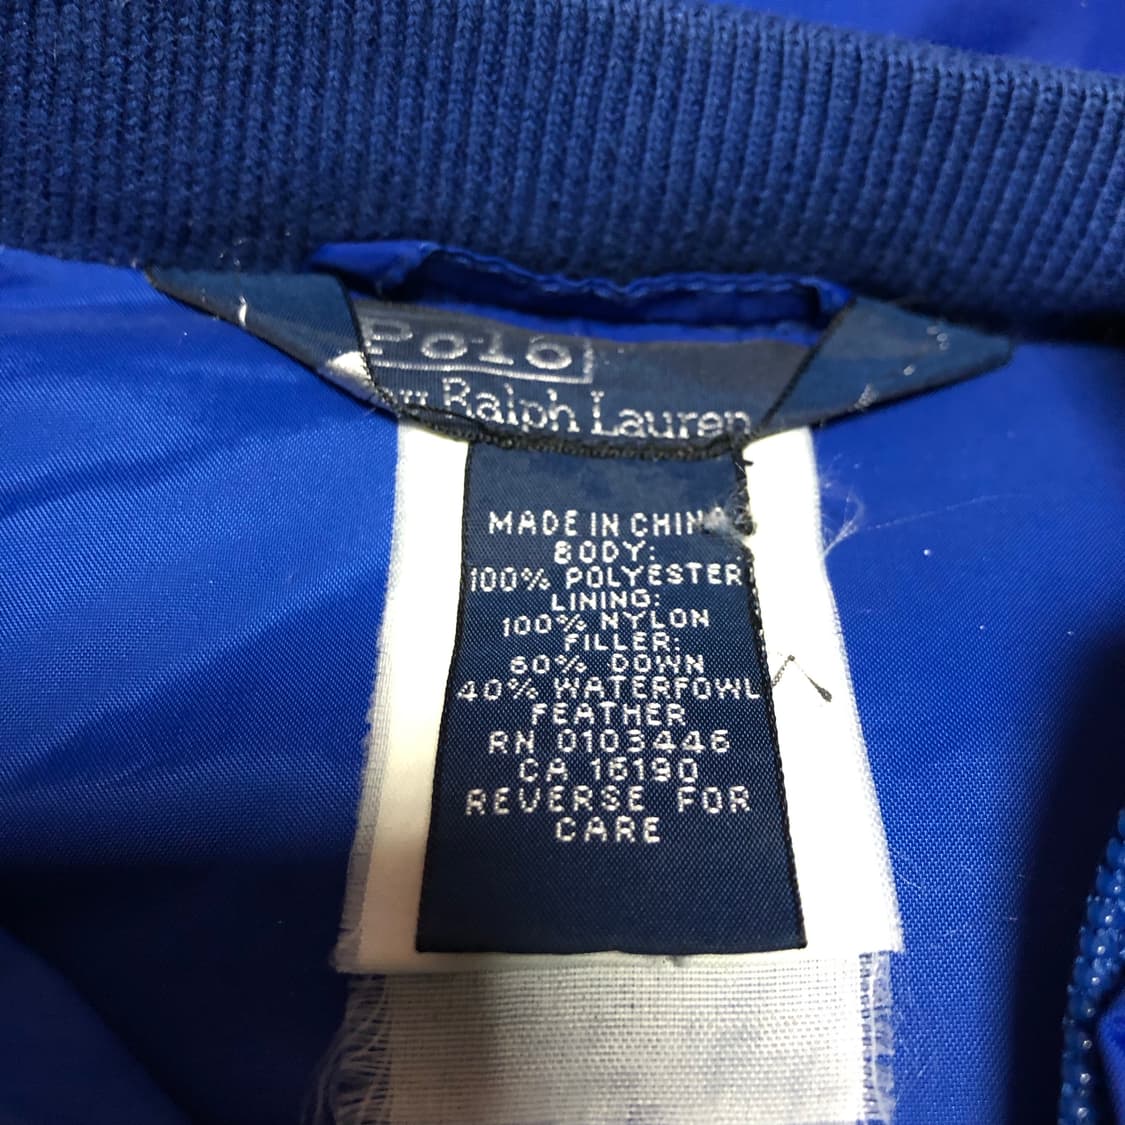 Polo
by Ralph Lauren
MADE IN CHINA
BODY:
100% POLYESTER
LINING:
100% NYLON
FILLER:
60% DOWN
40% WATERFOWL
FEATHER
RN 0103446
CA 16190
REVERSE FOR
CARE